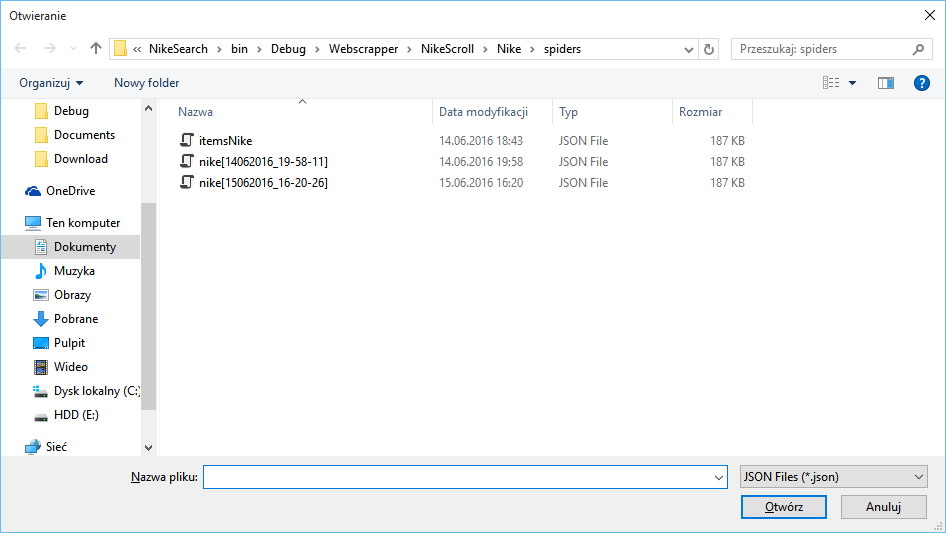 Otwieranie
« NikeSearch › bin › Debug › Webscrapper › NikeScroll › Nike › spiders
Przeszukaj: spiders
Organizuj
Nowy folder
?
Debug
Documents
Download
OneDrive
Ten komputer
Dokumenty
Muzyka
Obrazy
Pobrane
Pulpit
Wideo
Dysk lokalny (C:)
HDD (E:)
Sieć
Nazwa Data modyfikacji Typ Rozmiar
itemsNike 14.06.2016 18:43 JSON File 187 KB
nike[14062016_19-58-11] 14.06.2016 19:58 JSON File 187 KB
nike[15062016_16-20-26] 15.06.2016 16:20 JSON File 187 KB
Nazwa pliku:
JSON Files (*.json)
Otwórz
Anuluj